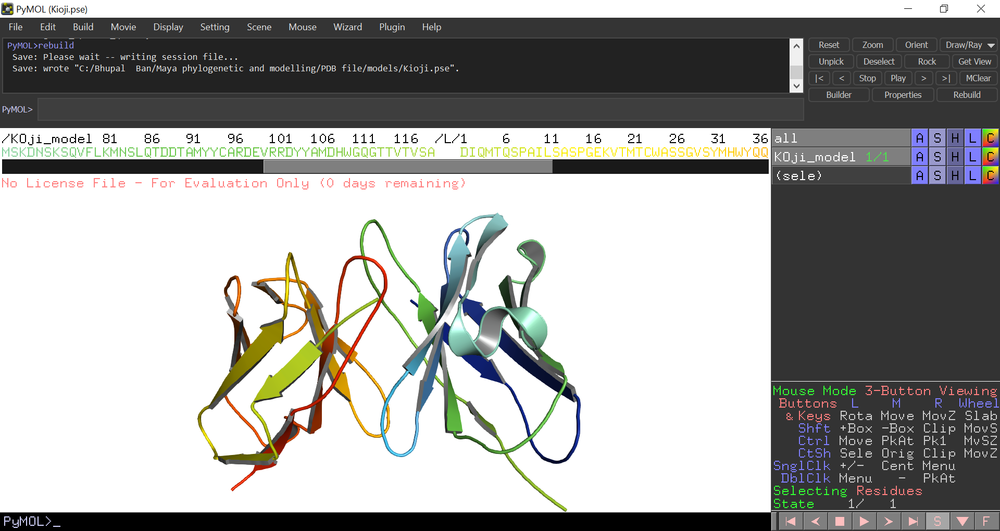 PyMOL (Kioji.pse)
File Edit Build Movie Display Setting Scene Mouse Wizard Plugin Help
PyMOL>rebuild
Save: Please wait -- writing session file...
Save: wrote "C:/Bhupal  Ban/Maya phylogenetic and modelling/PDB file/models/Kioji.pse".
Reset Zoom Orient Draw/Ray
Unpick Deselect Rock Get View
|< < Stop Play > >| MClear
Builder Properties Rebuild
PyMOL>
/KOji_model 81 86 91 96 101 106 111 116 /L/1 6 11 16 21 26 31 36
MSKDNSKSQVFLKMNSLQTDDTAMYYCARDEVRRDYYAMDHWGQGTTVTVSA DIQMTQSPAILSASPGEKVTMTCWASSGVSYMHWYQQ
No License File - For Evaluation Only (0 days remaining)
all A S H L C
KOji_model 1/1 A S H L C
(sele) A S H L C
Mouse Mode 3-Button Viewing
Buttons L M R Wheel
& Keys Rota Move MovZ Slab
Shft +Box -Box Clip MovS
Ctrl Move PkAt Pk1 MvSZ
CtSh Sele Orig Clip MovZ
SnglClk +/- Cent Menu
DblClk Menu - PkAt
Selecting Residues
State 1/ 1
S F
PyMOL>_